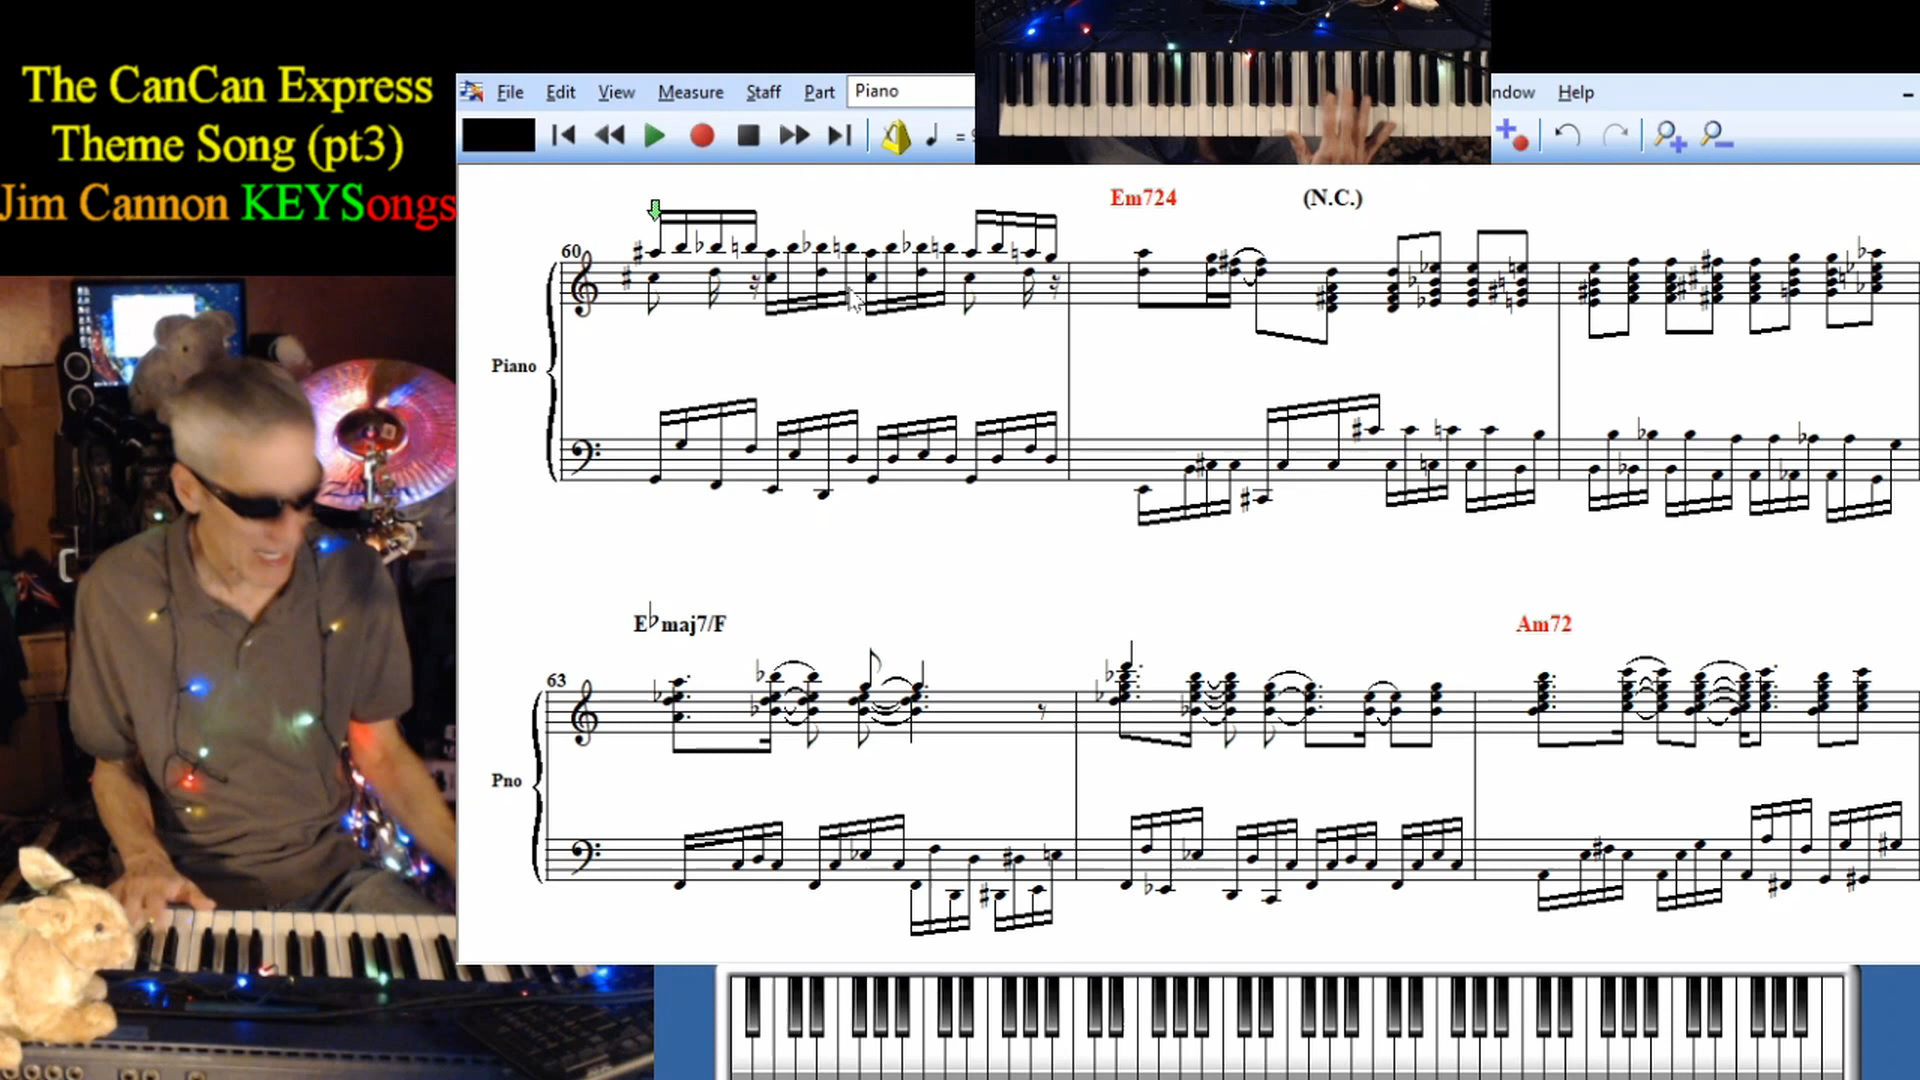 The CanCan Express
Theme Song (pt3)
Jim Cannon KEYSongs
File Edit View Measure Staff Part Piano
Help
Em724 (N.C.)
60
Piano
E♭maj7/F Am72
63
Pno